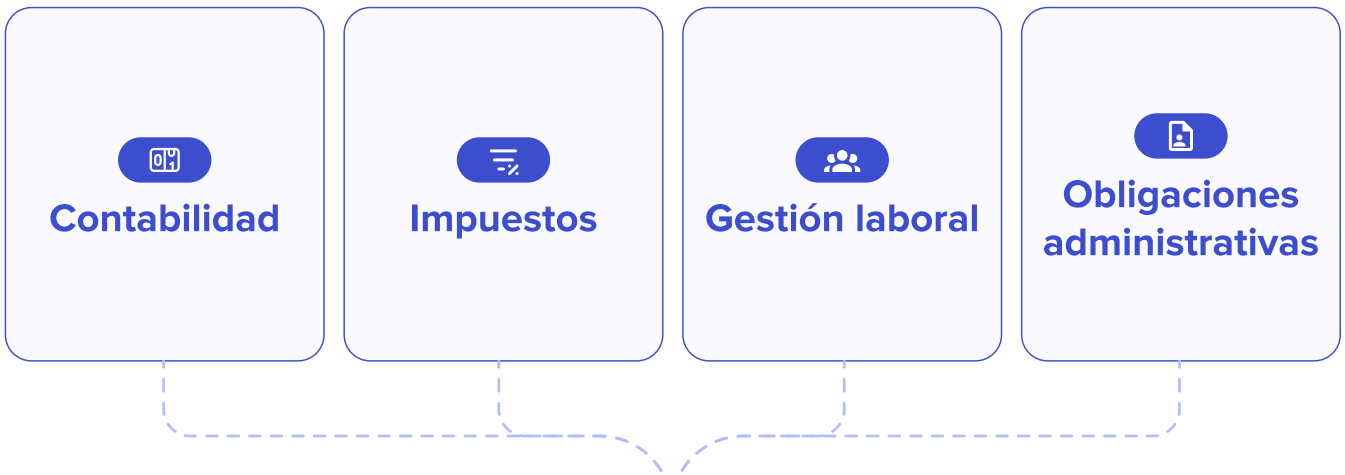 Contabilidad
Impuestos
Gestión laboral
Obligaciones
administrativas